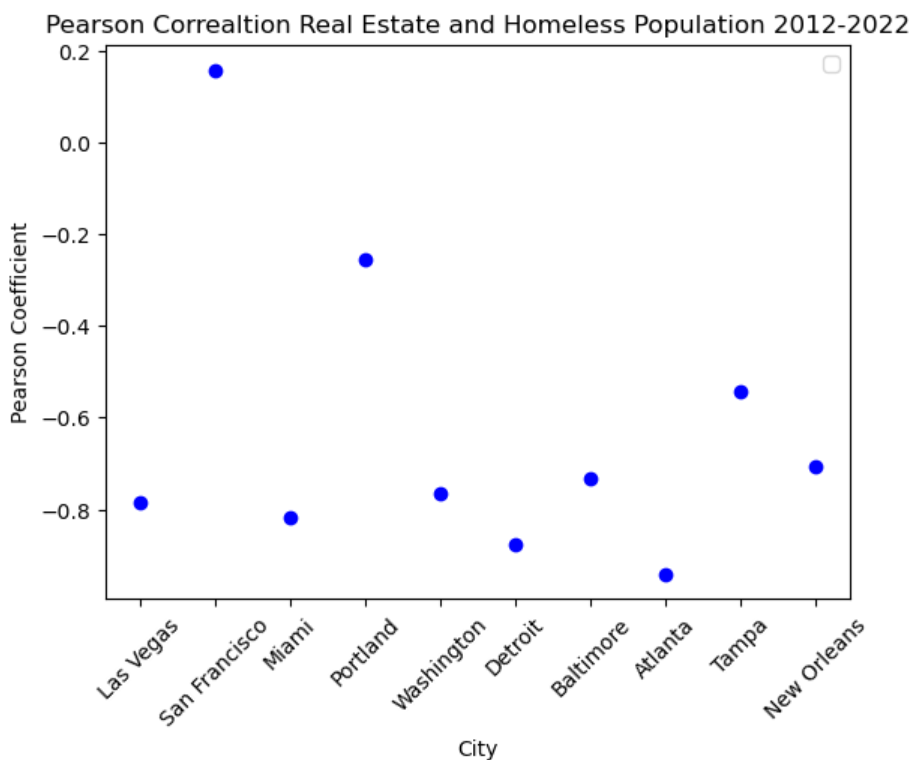 Pearson Correaltion Real Estate and Homeless Population 2012-2022
0.2
0.0
−0.2
−0.4
−0.6
−0.8
Pearson Coefficient
Las Vegas
San Francisco
Miami
Portland
Washington
Detroit
Baltimore
Atlanta
Tampa
New Orleans
City